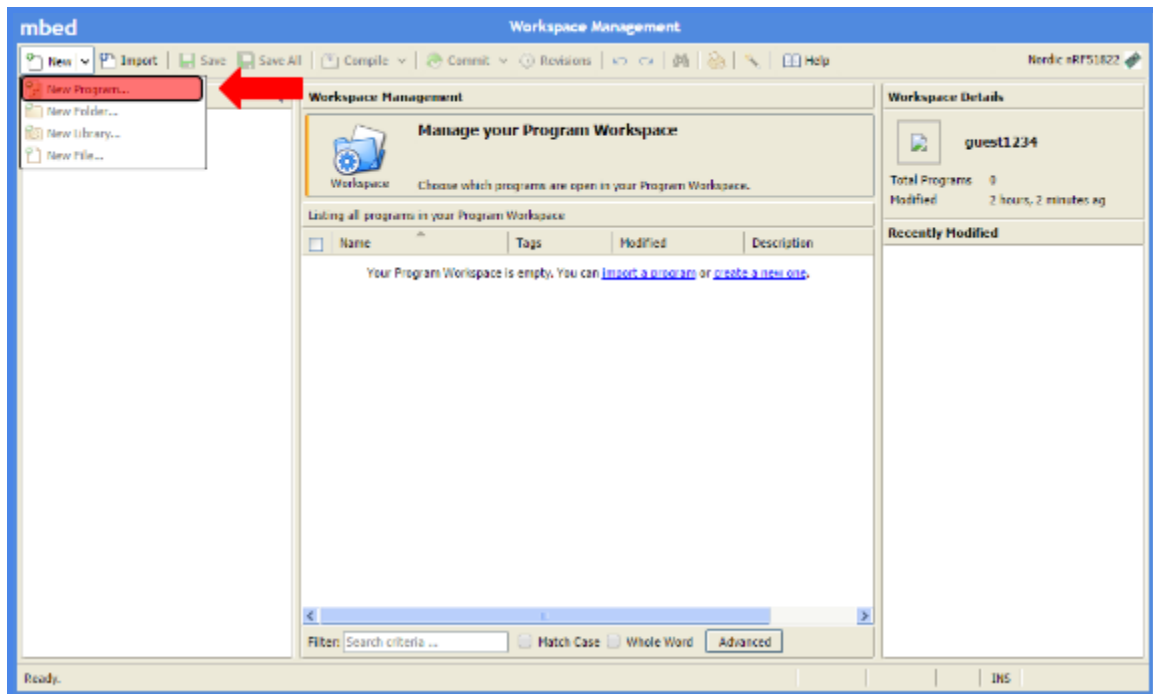 mbed
Workspace Management
New Import Save Save All Compile Commit Revisions Help Nordic nRF51822
New Program...
New Folder...
New Library...
New File...
Workspace Management
Manage your Program Workspace
Workspace
Choose which programs are open in your Program Workspace.
Listing all programs in your Program Workspace
Name Tags Modified Description
Your Program Workspace is empty. You can import a program or create a new one.
Filter: Search criteria ... Match Case Whole Word Advanced
Workspace Details
guest1234
Total Programs 0
Modified 2 hours, 2 minutes ag
Recently Modified
Ready. INS